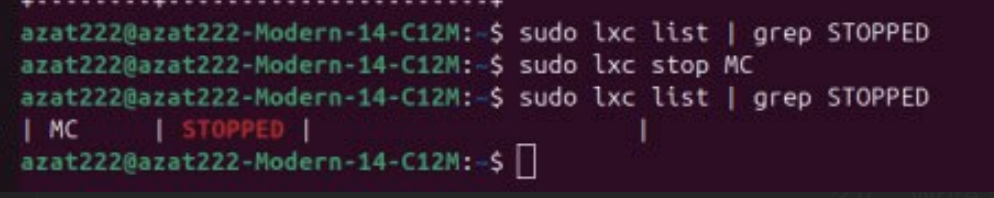 azat222@azat222-Modern-14-C12M:~$ sudo lxc list | grep STOPPED
azat222@azat222-Modern-14-C12M:~$ sudo lxc stop MC
azat222@azat222-Modern-14-C12M:~$ sudo lxc list | grep STOPPED
| MC      | STOPPED |                              |
azat222@azat222-Modern-14-C12M:~$